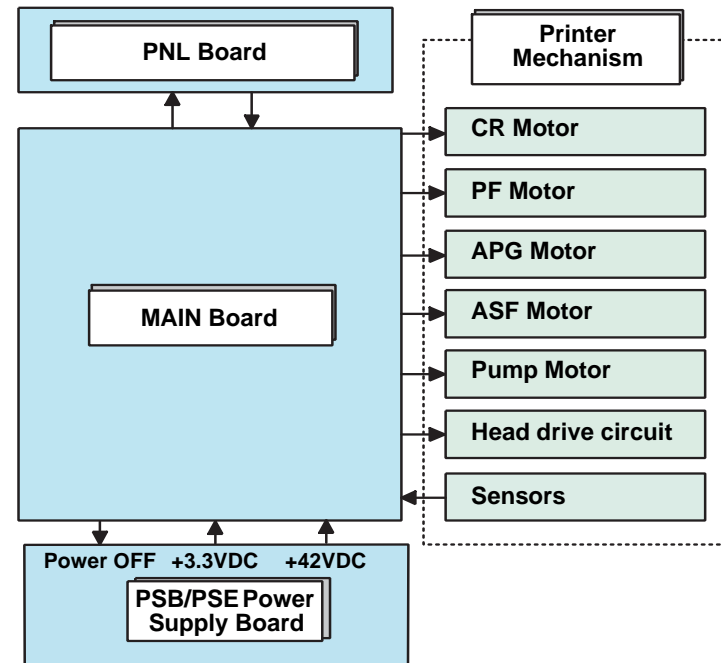 PNL Board
Printer
Mechanism
CR Motor
PF Motor
APG Motor
ASF Motor
MAIN Board
Pump Motor
Head drive circuit
Sensors
Power OFF +3.3VDC +42VDC
PSB/PSE Power
Supply Board